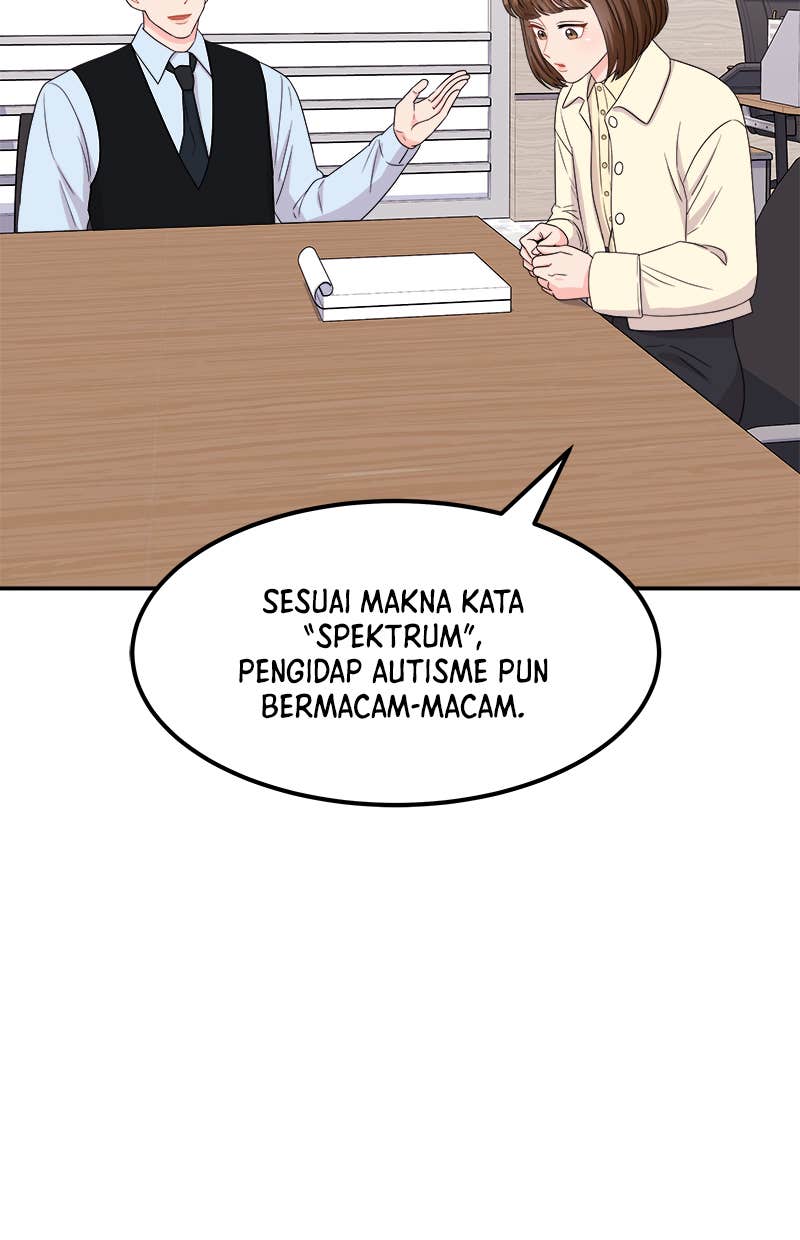 SESUAI MAKNA KATA
“SPEKTRUM”,
PENGIDAP AUTISME PUN
BERMACAM-MACAM.